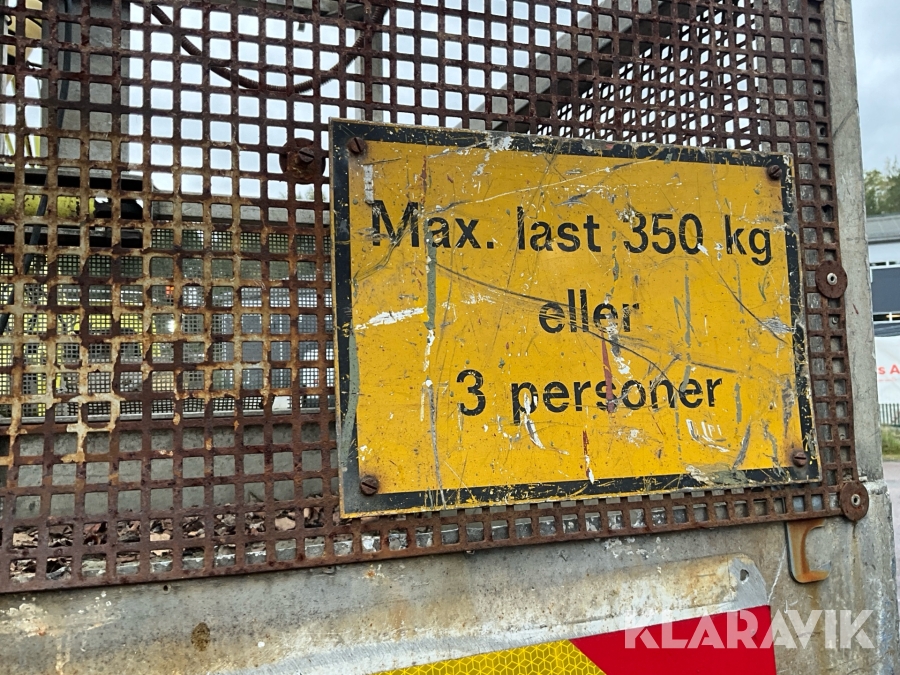 Max. last 350 kg
eller
3 personer
KLARAVIK